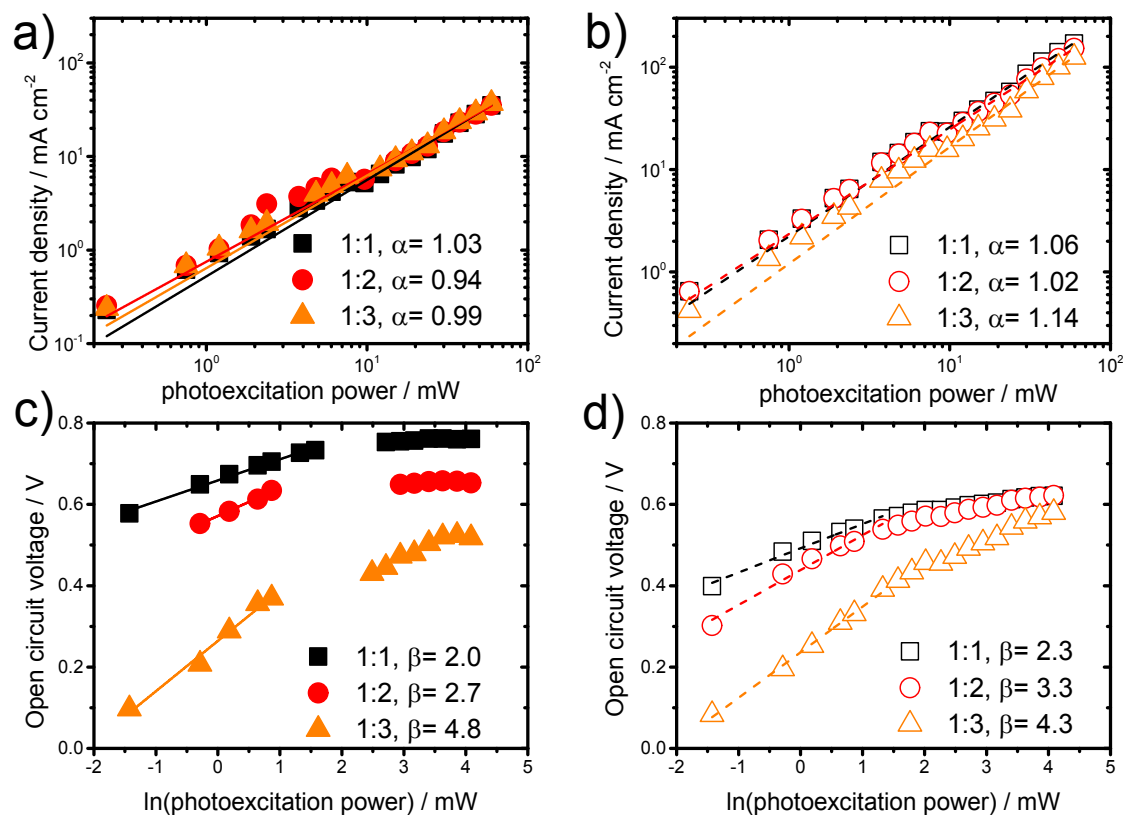 a)
Current density / mA cm⁻²
10²
10¹
10⁰
10⁻¹
10⁰
10¹
10²
photoexcitation power / mW
1:1, α= 1.03
1:2, α= 0.94
1:3, α= 0.99
b)
Current density / mA cm⁻²
10²
10¹
10⁰
10⁰
10¹
10²
photoexcitation power / mW
1:1, α= 1.06
1:2, α= 1.02
1:3, α= 1.14
c)
Open circuit voltage / V
0.8
0.6
0.4
0.2
0.0
-2 -1 0 1 2 3 4 5
ln(photoexcitation power) / mW
1:1, β= 2.0
1:2, β= 2.7
1:3, β= 4.8
d)
Open circuit voltage / V
0.8
0.6
0.4
0.2
0.0
-2 -1 0 1 2 3 4 5
ln(photoexcitation power) / mW
1:1, β= 2.3
1:2, β= 3.3
1:3, β= 4.3